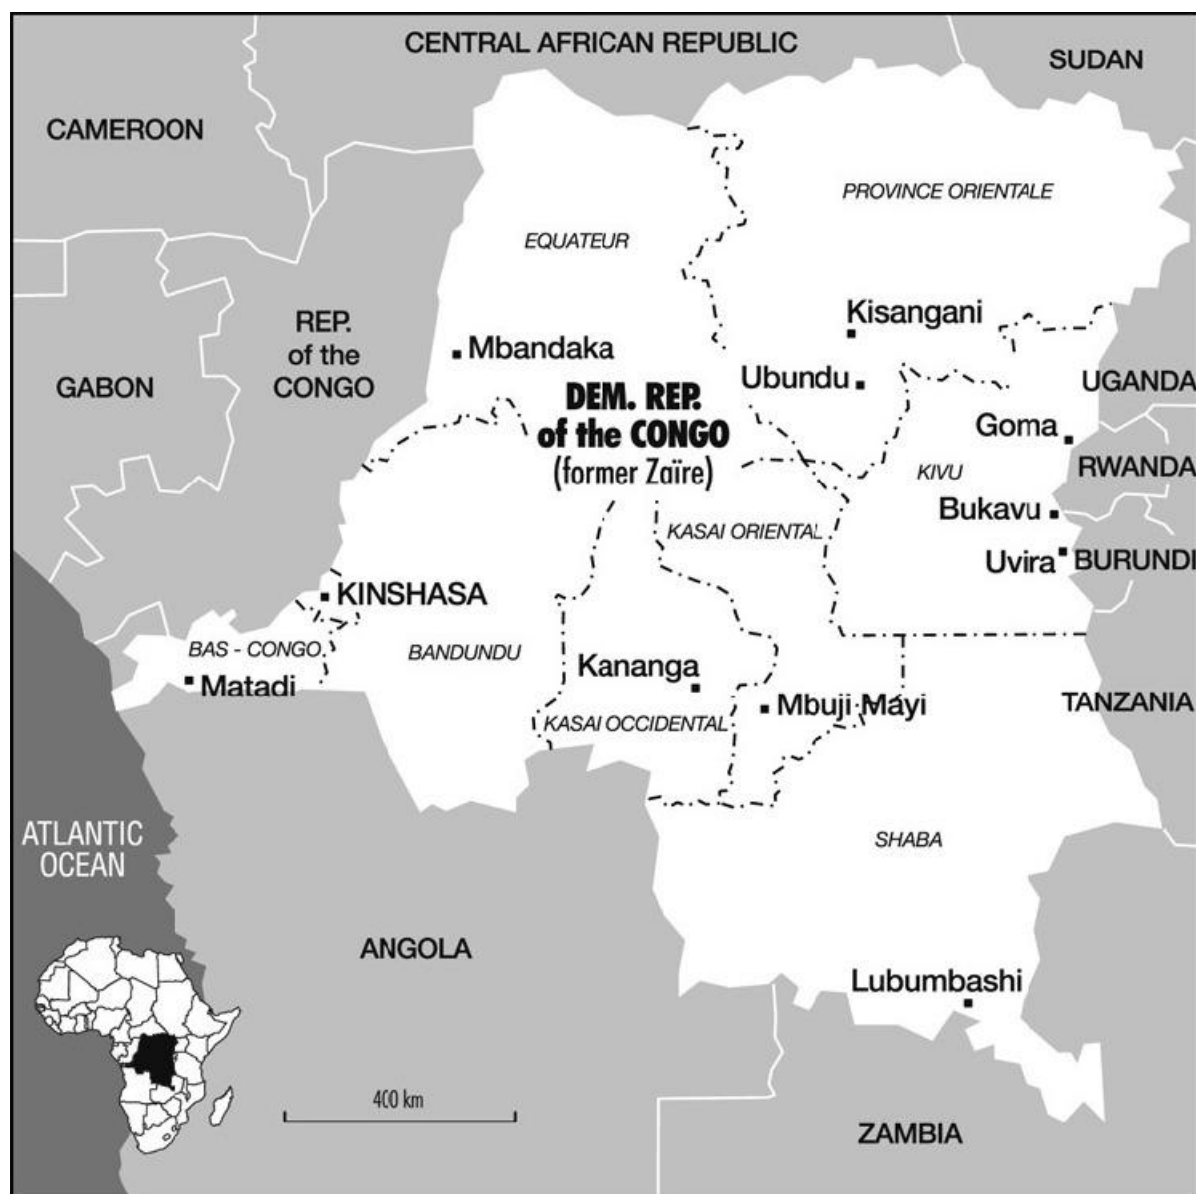 CENTRAL AFRICAN REPUBLIC
SUDAN
CAMEROON
PROVINCE ORIENTALE
EQUATEUR
Kisangani
REP.
of the
CONGO
Mbandaka
GABON
Ubundu
UGANDA
DEM. REP.
of the CONGO
(former Zaïre)
Goma
KIVU
RWANDA
Bukavu
KASAI ORIENTAL
Uvira
BURUNDI
KINSHASA
BAS - CONGO
BANDUNDU
Kananga
Matadi
TANZANIA
Mbuji Mayi
KASAI OCCIDENTAL
ATLANTIC
OCEAN
SHABA
ANGOLA
Lubumbashi
400 km
ZAMBIA